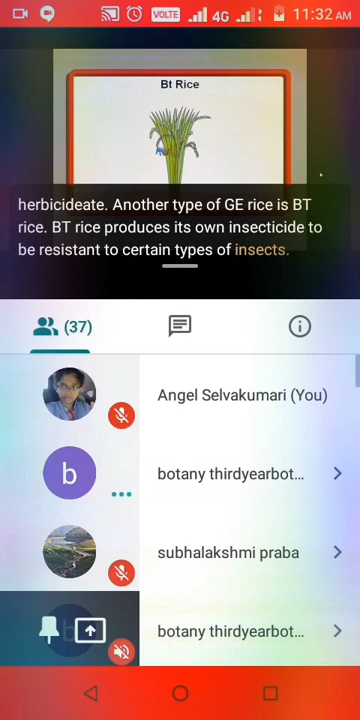 VOLTE 4G 11:32 AM
Bt Rice
herbicideate. Another type of GE rice is BT
rice. BT rice produces its own insecticide to
be resistant to certain types of insects.
(37)
Angel Selvakumari (You)
b
botany thirdyearbot...
subhalakshmi praba
botany thirdyearbot...